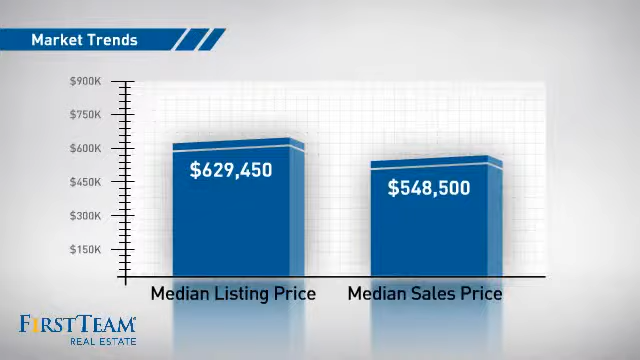 Market Trends
$900K
$750K
$600K
$450K
$300K
$150K
$629,450
$548,500
Median Listing Price
Median Sales Price
FIRSTTEAM®
REAL ESTATE